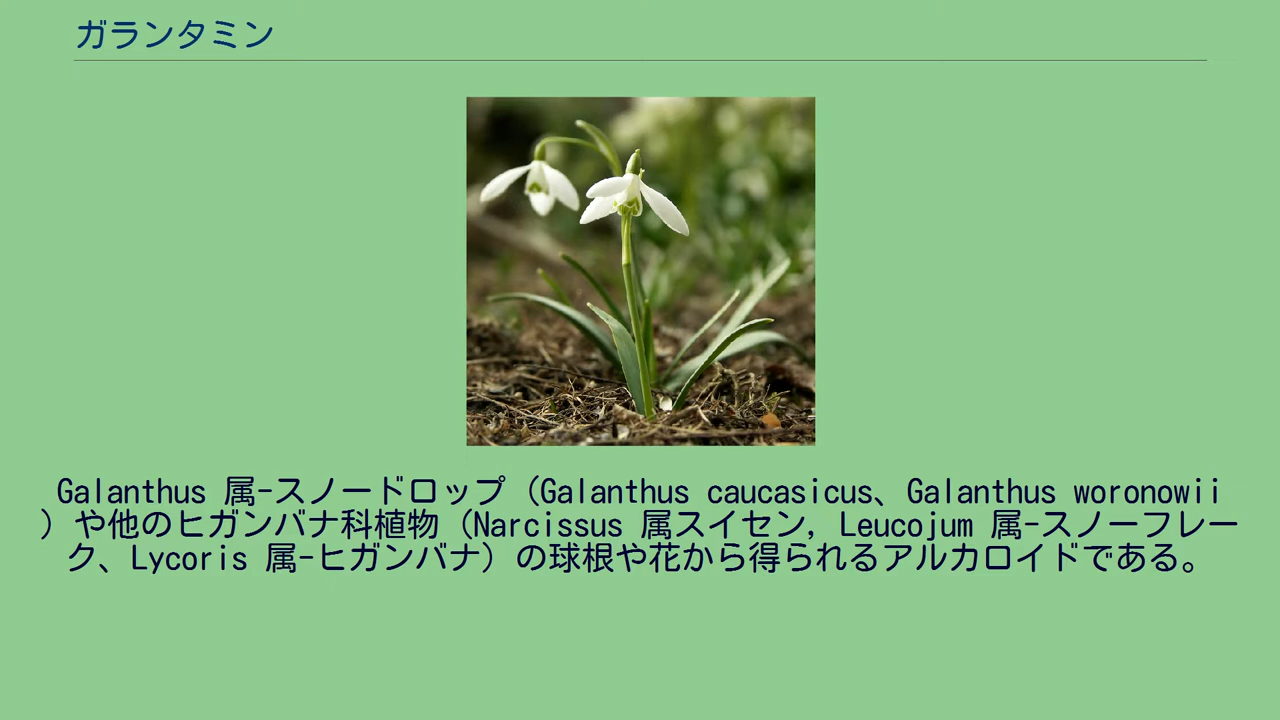 ガランタミン
Galanthus 属-スノードロップ（Galanthus caucasicus、Galanthus woronowii
）や他のヒガンバナ科植物（Narcissus 属スイセン, Leucojum 属-スノーフレー
ク、Lycoris 属-ヒガンバナ）の球根や花から得られるアルカロイドである。